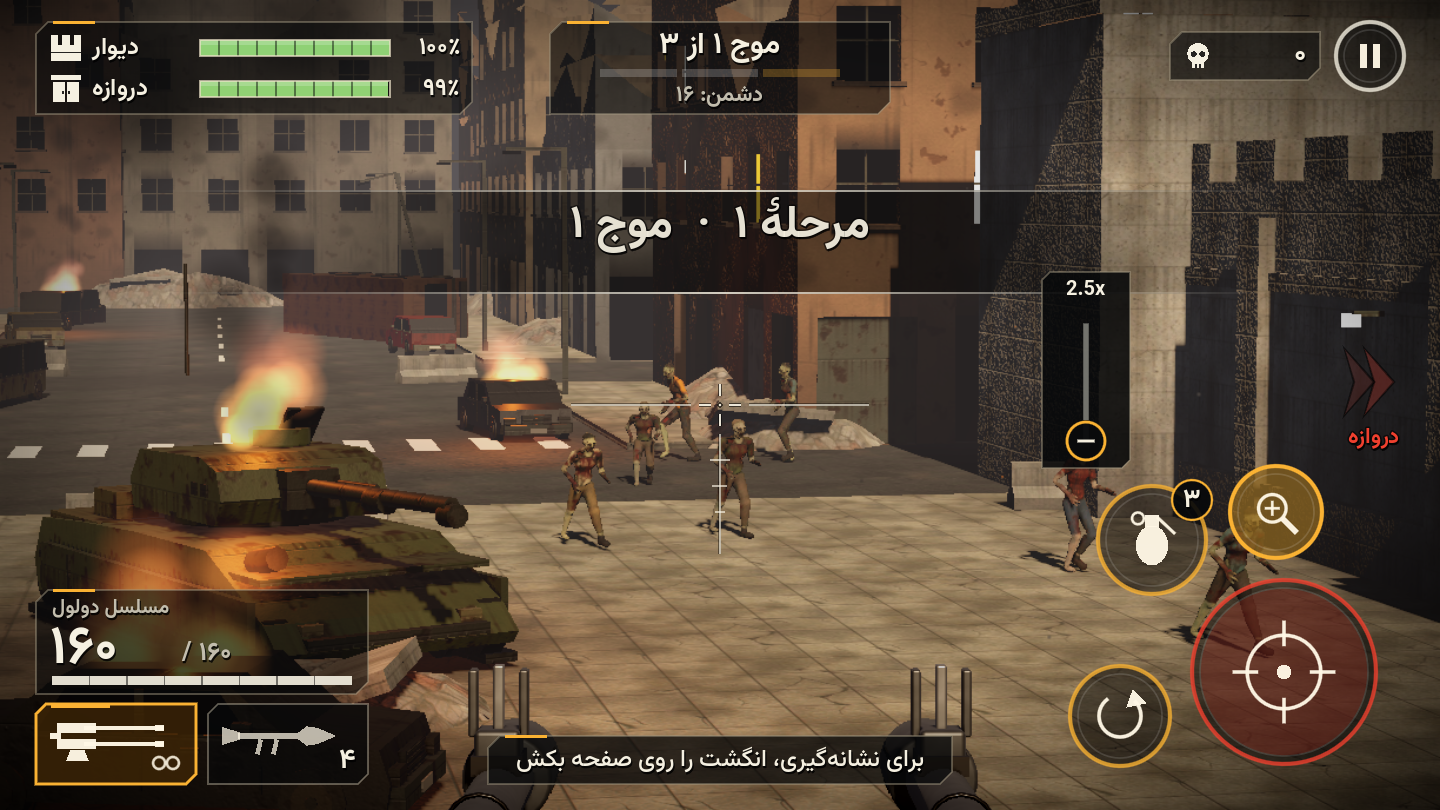 دیوار ۱۰۰٪
دروازه ۹۹٪
موج ۱ از ۳
دشمن: ۱۶
۰
مرحلهٔ ۱ · موج ۱
2.5x
دروازه
۳
مسلسل دولول
۱۶۰ / ۱۶۰
∞
۴
برای نشانه‌گیری، انگشت را روی صفحه بکش